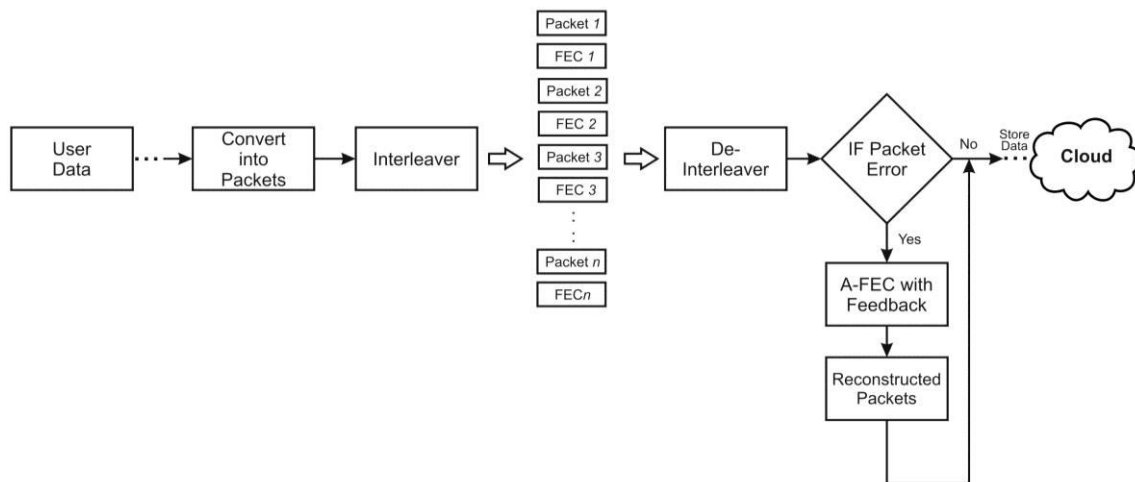 User
Data
Convert
into
Packets
Interleaver
Packet 1
FEC 1
Packet 2
FEC 2
Packet 3
FEC 3
Packet n
FECn
De-
Interleaver
IF Packet
Error
No
Yes
A-FEC with
Feedback
Reconstructed
Packets
Store
Data
Cloud